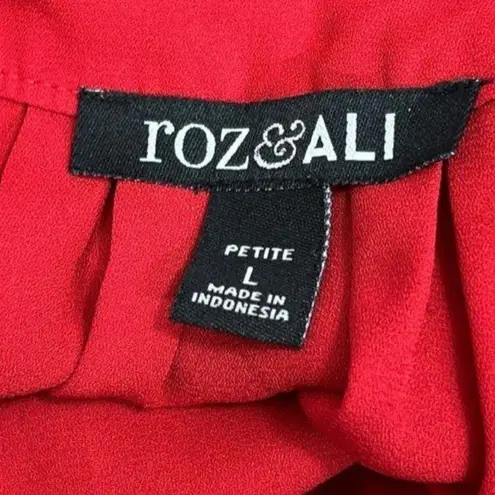 roz&ALI
PETITE
L
MADE IN
INDONESIA